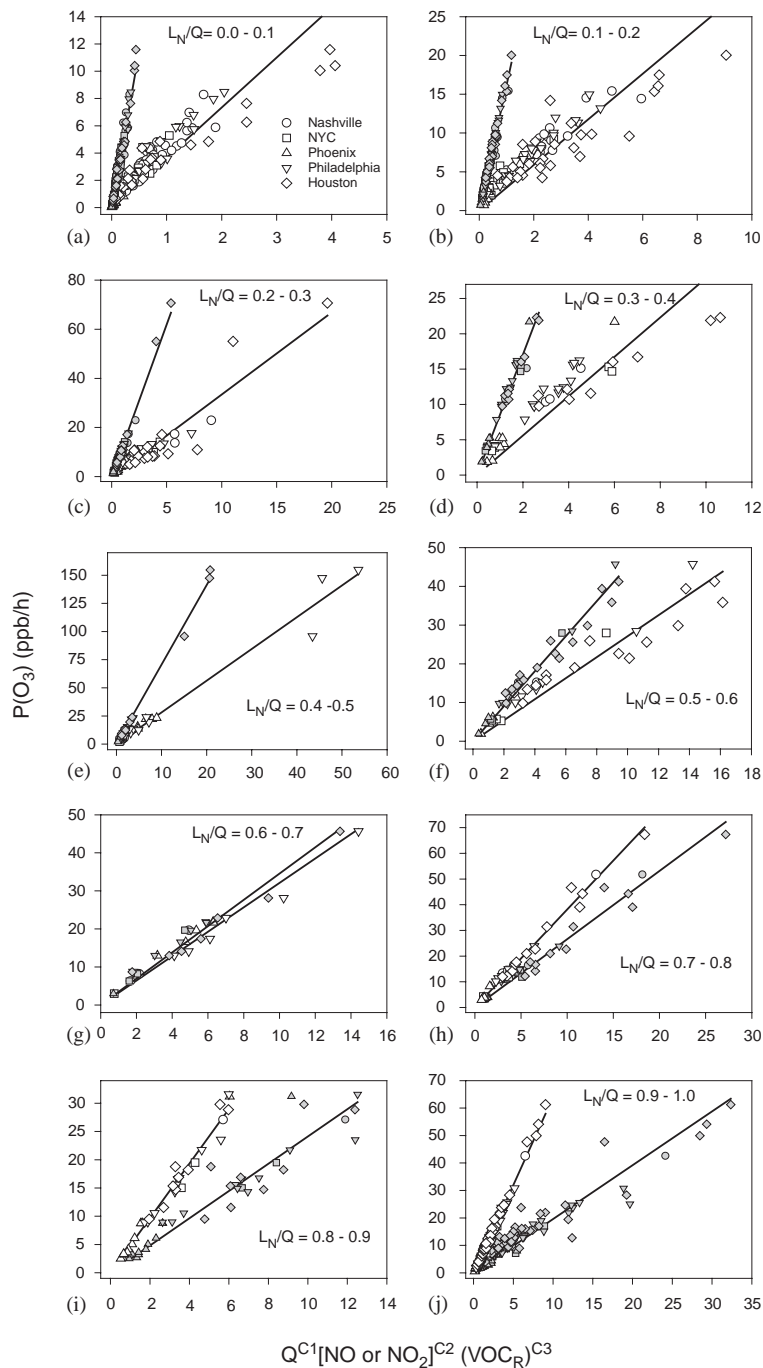 14
12
10
8
6
4
2
0
L_N/Q= 0.0 - 0.1
Nashville
NYC
Phoenix
Philadelphia
Houston
0 1 2 3 4 5
(a)
25
20
15
10
5
0
L_N/Q = 0.1 - 0.2
0 2 4 6 8 10
(b)
80
60
40
20
0
L_N/Q = 0.2 - 0.3
0 5 10 15 20 25
(c)
25
20
15
10
5
0
L_N/Q = 0.3 - 0.4
0 2 4 6 8 10 12
(d)
P(O₃) (ppb/h)
150
125
100
75
50
25
0
L_N/Q = 0.4 -0.5
0 10 20 30 40 50 60
(e)
50
40
30
20
10
0
L_N/Q = 0.5 - 0.6
0 2 4 6 8 10 12 14 16 18
(f)
50
40
30
20
10
0
L_N/Q = 0.6 - 0.7
0 2 4 6 8 10 12 14 16
(g)
70
60
50
40
30
20
10
0
L_N/Q = 0.7 - 0.8
0 5 10 15 20 25 30
(h)
30
25
20
15
10
5
0
L_N/Q = 0.8 - 0.9
0 2 4 6 8 10 12 14
(i)
70
60
50
40
30
20
10
0
L_N/Q = 0.9 - 1.0
0 5 10 15 20 25 30 35
(j)
Q^C1[NO or NO₂]^C2 (VOC_R)^C3